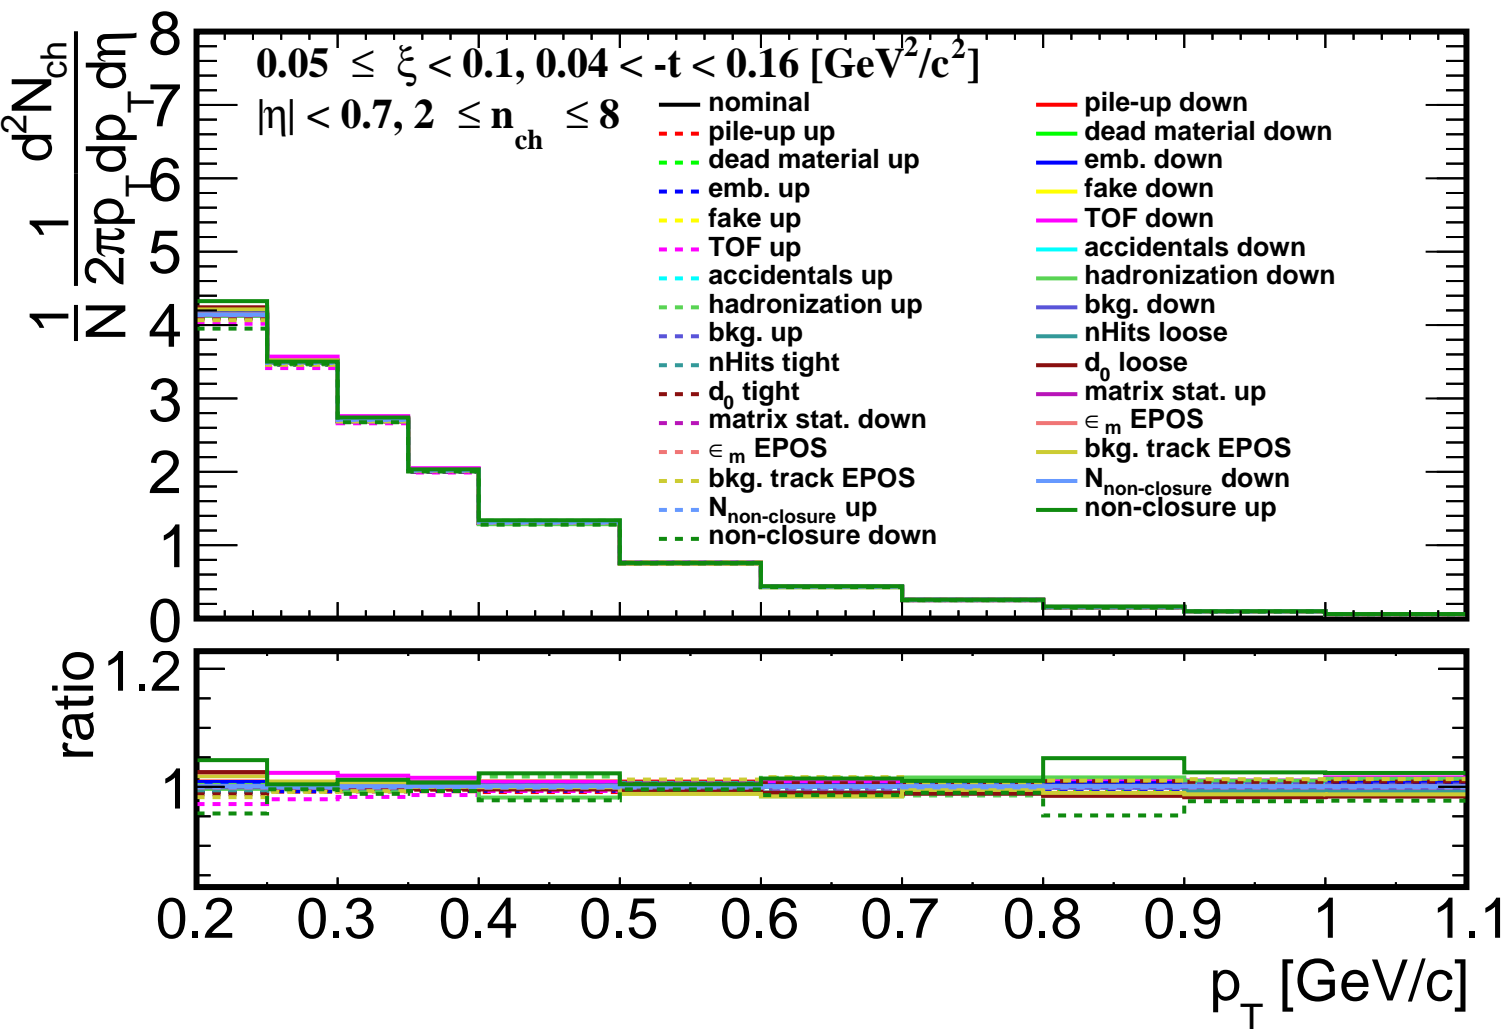 1/N 1/2πp_T d²N_ch/dp_T dη
0.05 ≤ ξ < 0.1, 0.04 < -t < 0.16 [GeV²/c²]
|η| < 0.7, 2 ≤ n_ch ≤ 8
nominal
pile-up down
pile-up up
dead material down
dead material up
emb. down
emb. up
fake down
fake up
TOF down
TOF up
accidentals down
accidentals up
hadronization down
hadronization up
bkg. down
bkg. up
nHits loose
nHits tight
d_0 loose
d_0 tight
matrix stat. up
matrix stat. down
∈_m EPOS
∈_m EPOS
bkg. track EPOS
bkg. track EPOS
N_non-closure down
N_non-closure up
non-closure up
non-closure down
8
7
6
5
4
3
2
1
0
ratio
1.2
1
0.2 0.3 0.4 0.5 0.6 0.7 0.8 0.9 1 1.1
p_T [GeV/c]